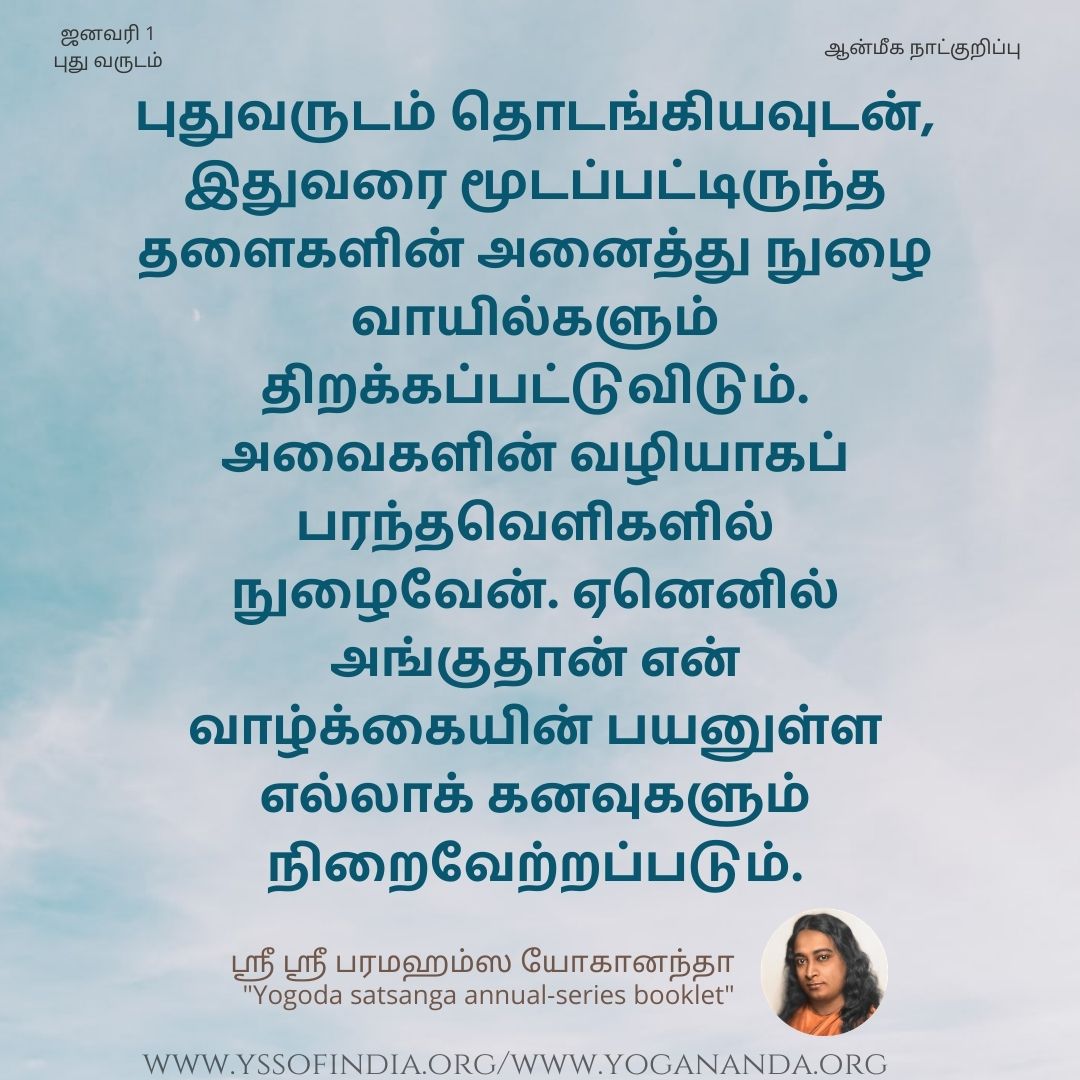 ஜனவரி 1
புது வருடம்
ஆன்மீக நாட்குறிப்பு
புதுவருடம் தொடங்கியவுடன்,
இதுவரை மூடப்பட்டிருந்த
தளைகளின் அனைத்து நுழை
வாயில்களும்
திறக்கப்பட்டுவிடும்.
அவைகளின் வழியாகப்
பரந்தவெளிகளில்
நுழைவேன். ஏனெனில்
அங்குதான் என்
வாழ்க்கையின் பயனுள்ள
எல்லாக் கனவுகளும்
நிறைவேற்றப்படும்.
ஸ்ரீ ஸ்ரீ பரமஹம்ஸ யோகானந்தா
"Yogoda satsanga annual-series booklet"
WWW.YSSOFINDIA.ORG/WWW.YOGANANDA.ORG